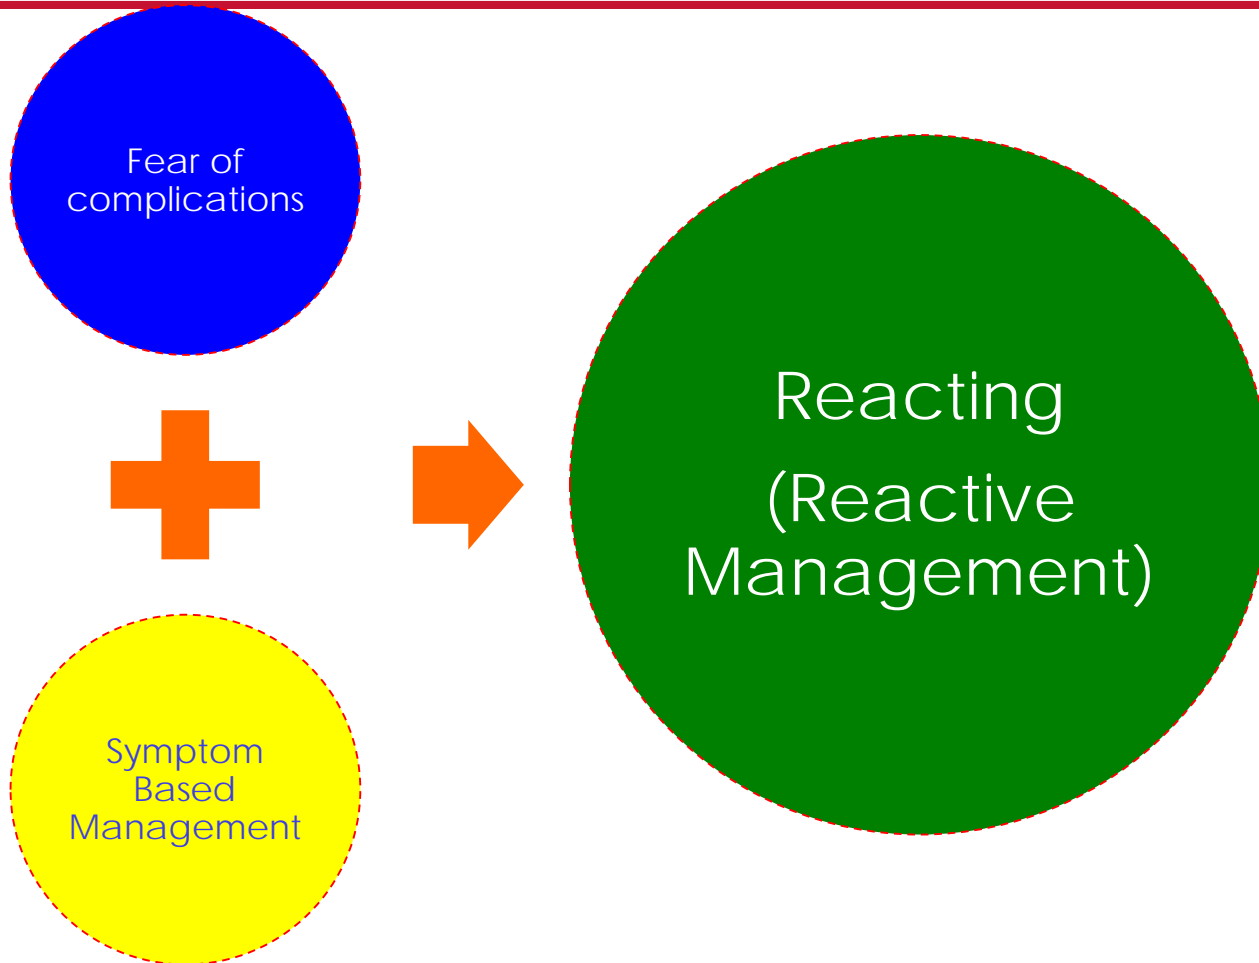 Fear of
complications
Symptom
Based
Management
Reacting
(Reactive
Management)